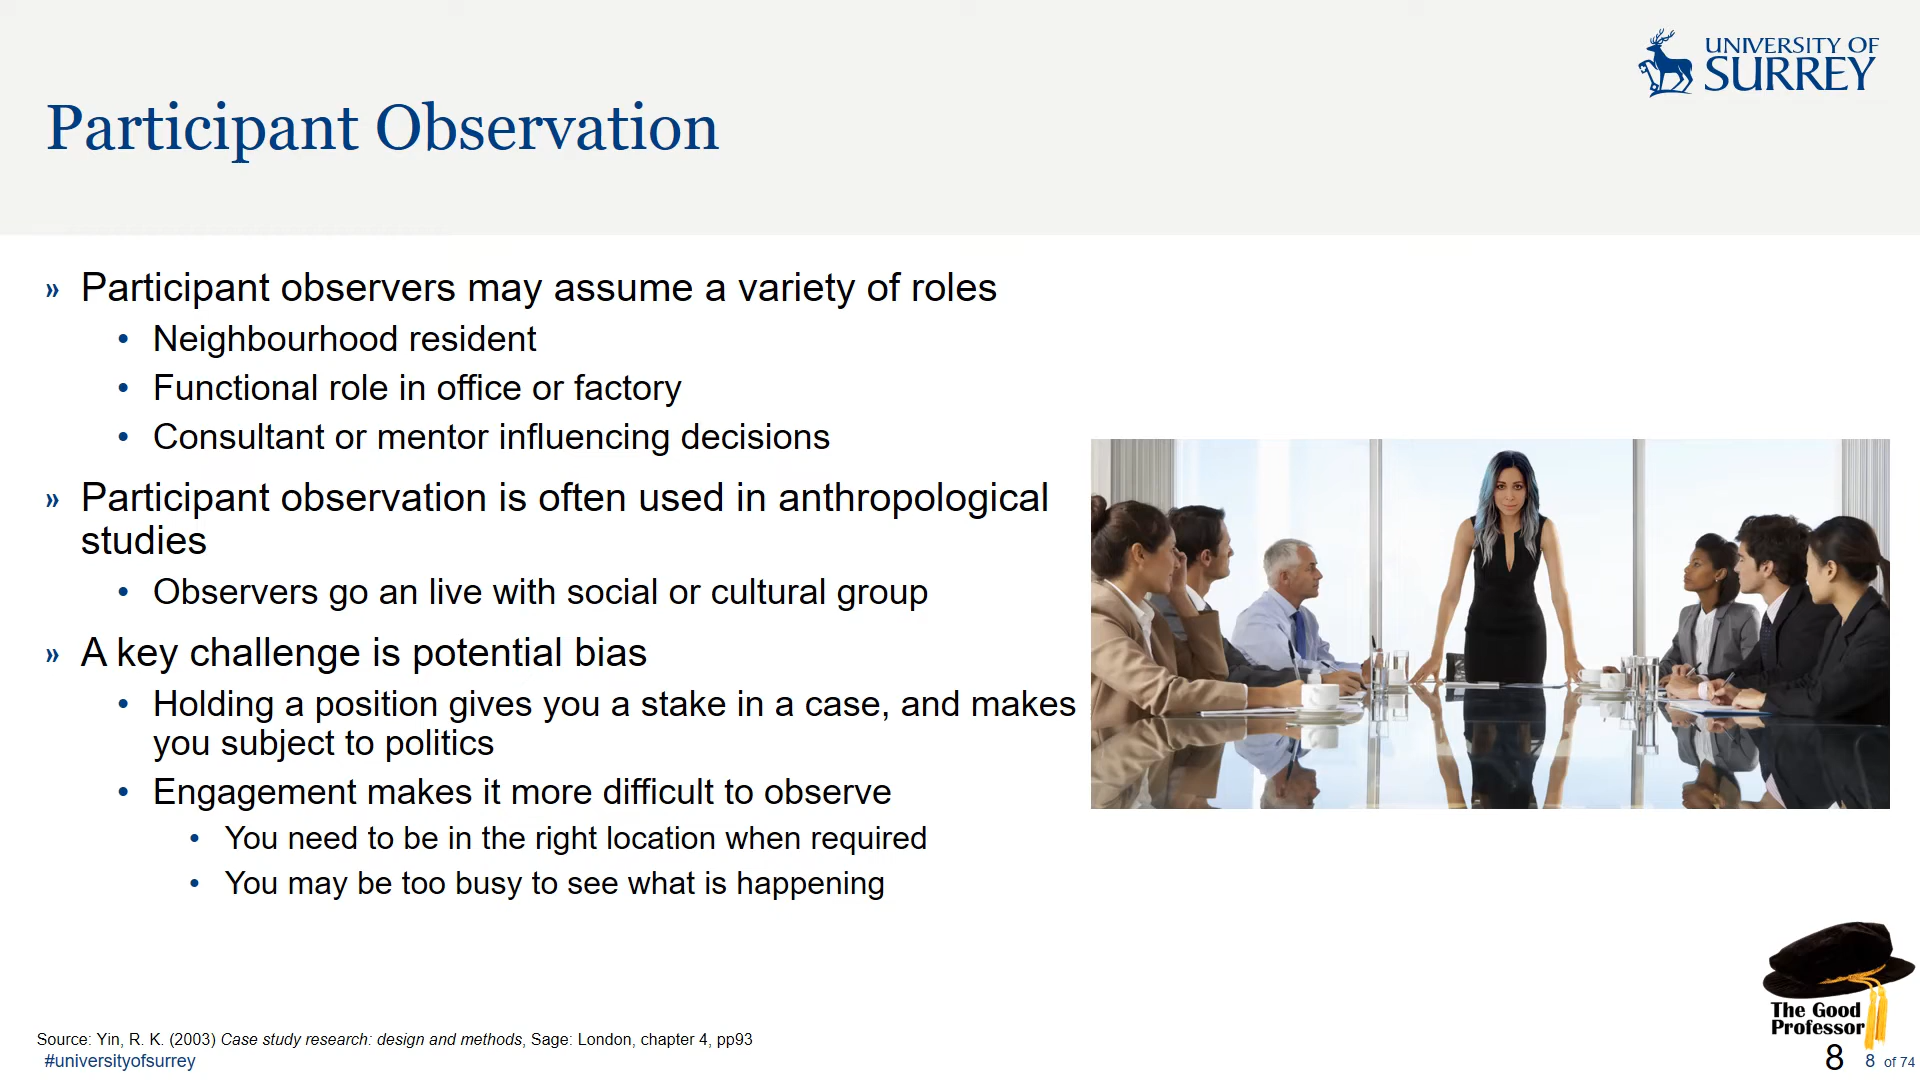 UNIVERSITY OF
SURREY
Participant Observation
» Participant observers may assume a variety of roles
• Neighbourhood resident
• Functional role in office or factory
• Consultant or mentor influencing decisions
» Participant observation is often used in anthropological
studies
• Observers go an live with social or cultural group
» A key challenge is potential bias
• Holding a position gives you a stake in a case, and makes
you subject to politics
• Engagement makes it more difficult to observe
• You need to be in the right location when required
• You may be too busy to see what is happening
The Good
Professor
Source: Yin, R. K. (2003) Case study research: design and methods, Sage: London, chapter 4, pp93
#universityofsurrey
8
8 of 74